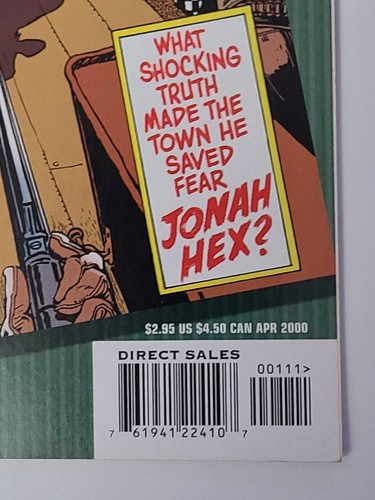 WHAT
SHOCKING
TRUTH
MADE THE
TOWN HE
SAVED
FEAR
JONAH
HEX?
$2.95 US $4.50 CAN APR 2000
DIRECT SALES
00111>
7 61941 22410 7